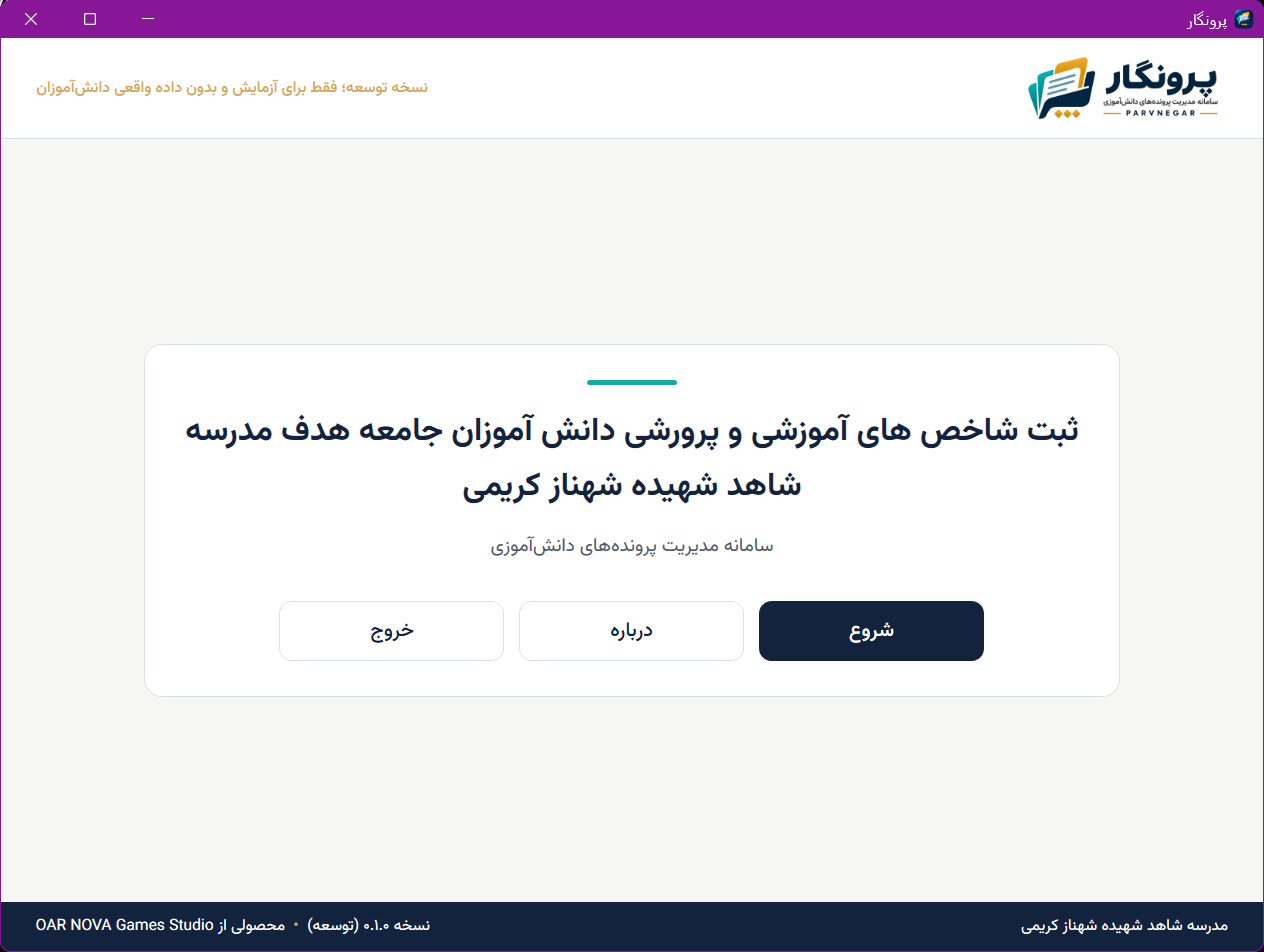 پرونگار
پرونگار
سامانه مدیریت پرونده‌های دانش‌آموزی
PARVNEGAR
نسخه توسعه؛ فقط برای آزمایش و بدون داده واقعی دانش‌آموزان
ثبت شاخص های آموزشی و پرورشی دانش آموزان جامعه هدف مدرسه
شاهد شهیده شهناز کریمی
سامانه مدیریت پرونده‌های دانش‌آموزی
شروع
درباره
خروج
مدرسه شاهد شهیده شهناز کریمی
نسخه ۰.۱.۰ (توسعه) • محصولی از OAR NOVA Games Studio